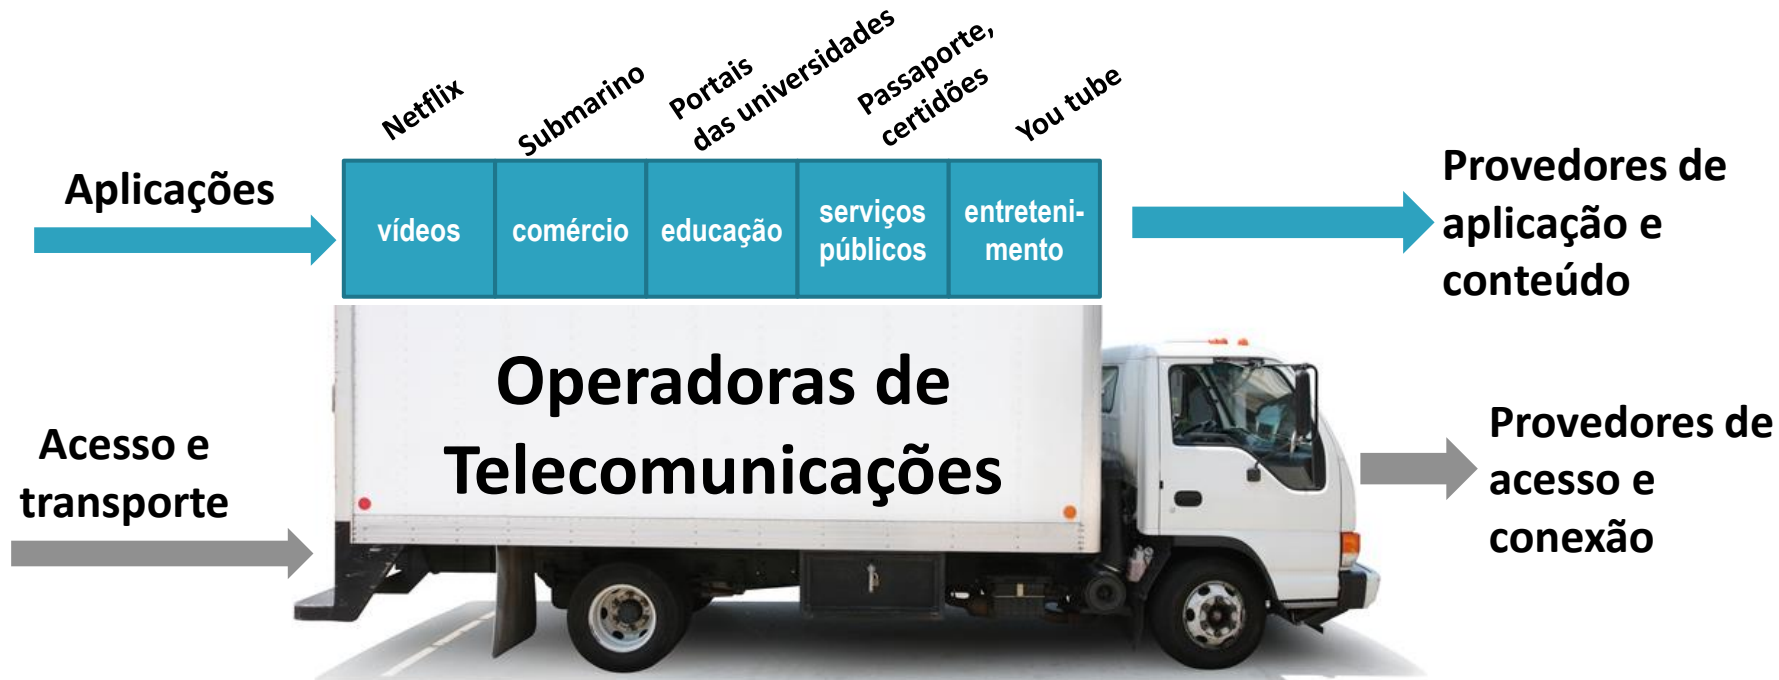 Netflix
Submarino
Portais
das universidades
Passaporte,
certidões
You tube
Aplicações
vídeos
comércio
educação
serviços
públicos
entreteni-
mento
Provedores de
aplicação e
conteúdo
Operadoras de
Telecomunicações
Acesso e
transporte
Provedores de
acesso e
conexão